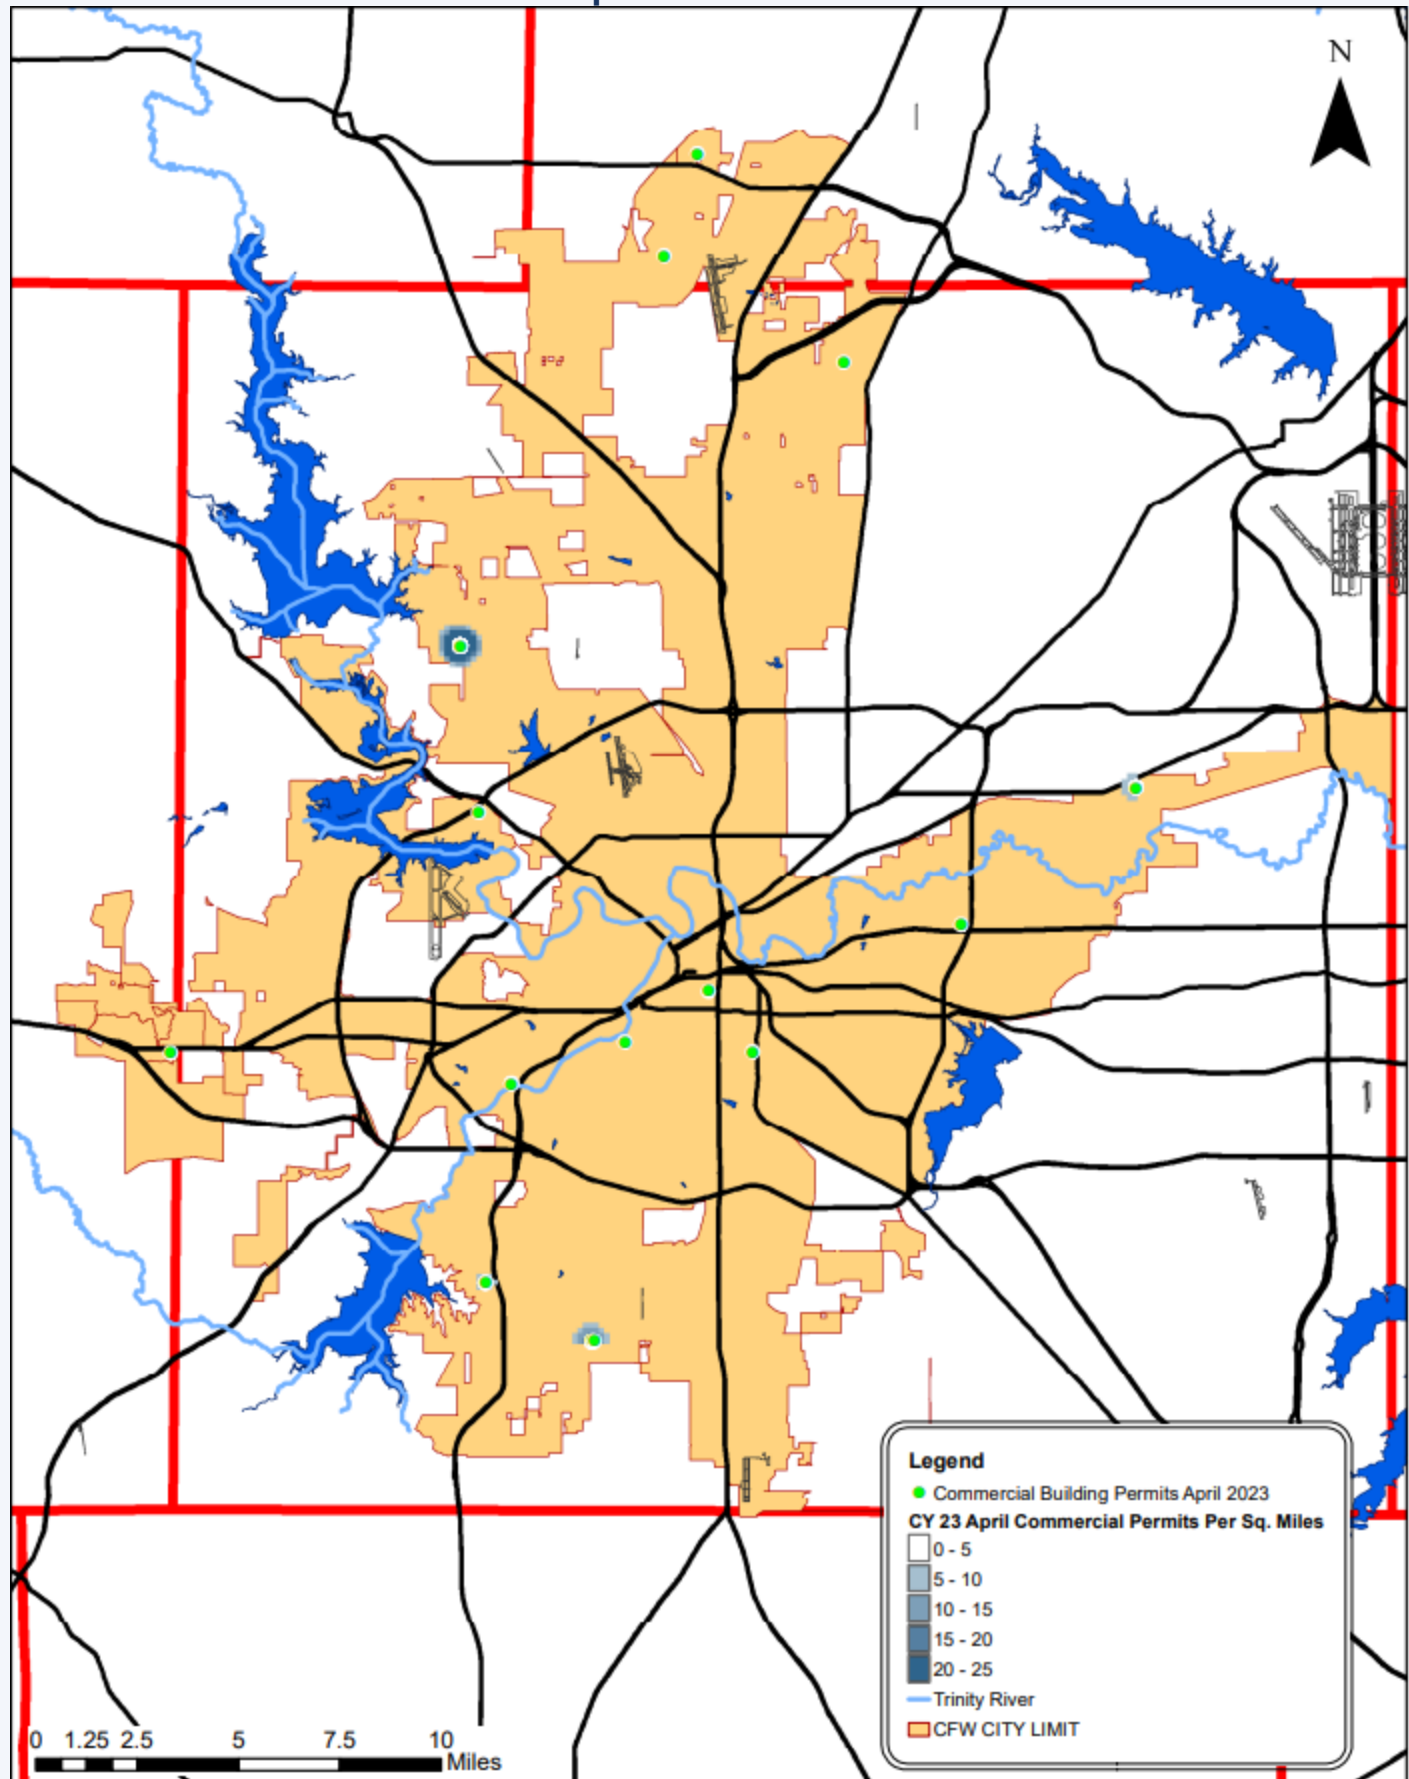 N
Legend
Commercial Building Permits April 2023
CY 23 April Commercial Permits Per Sq. Miles
0 - 5
5 - 10
10 - 15
15 - 20
20 - 25
Trinity River
CFW CITY LIMIT
0 1.25 2.5 5 7.5 10
Miles